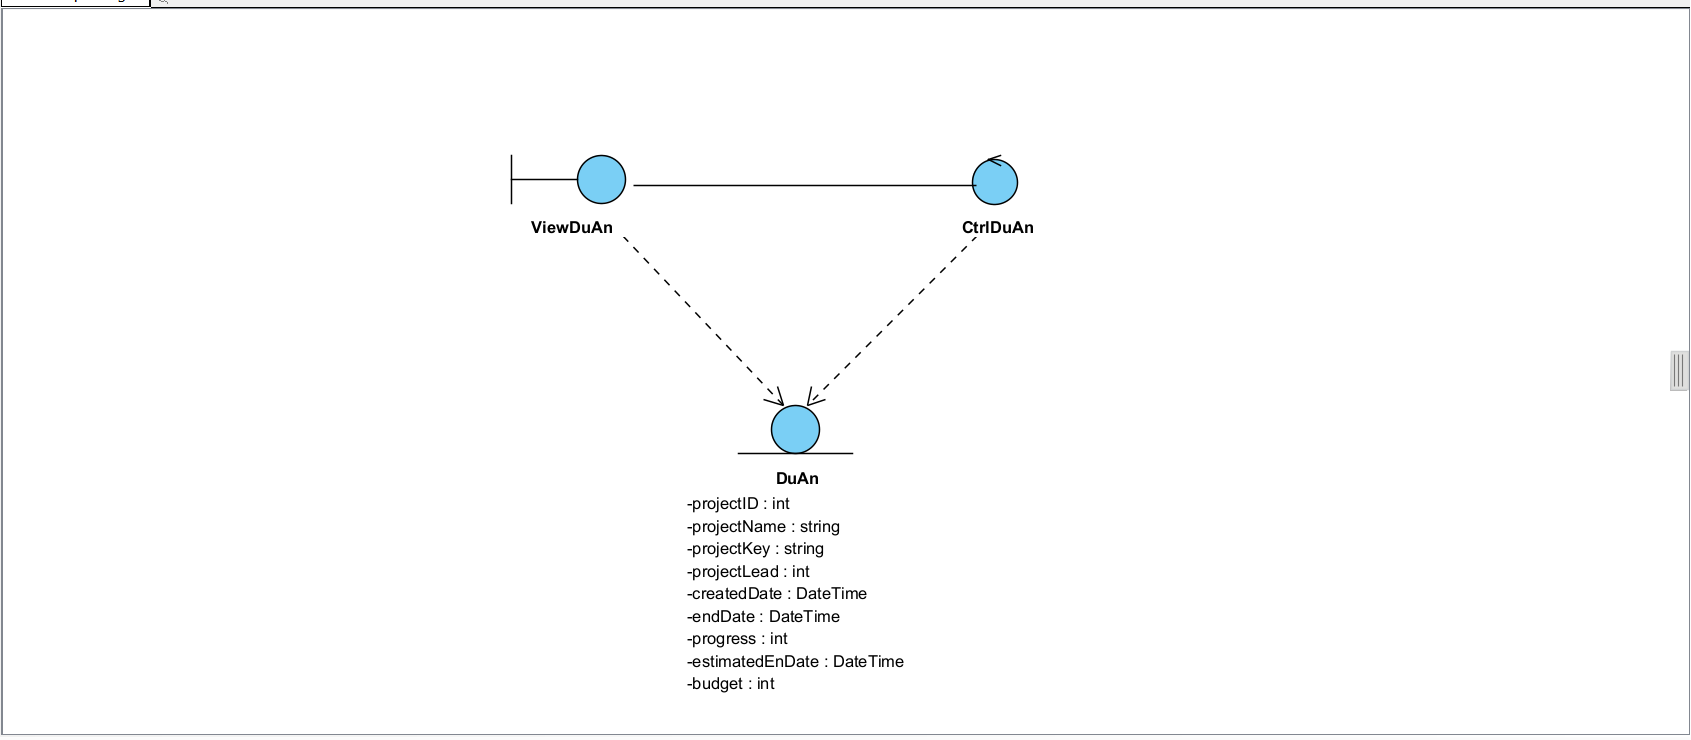 ViewDuAn
CtrlDuAn
DuAn
-projectID : int
-projectName : string
-projectKey : string
-projectLead : int
-createdDate : DateTime
-endDate : DateTime
-progress : int
-estimatedEnDate : DateTime
-budget : int